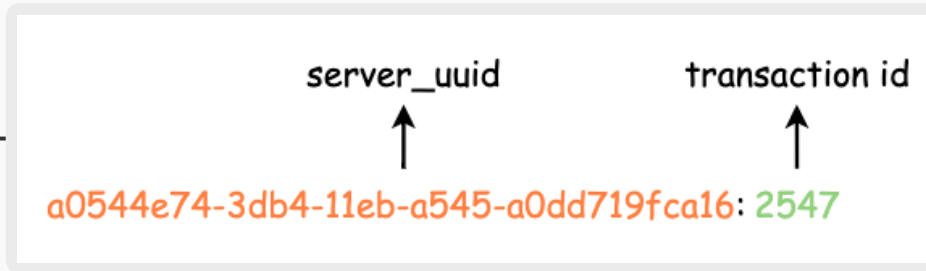 server_uuid transaction id
a0544e74-3db4-11eb-a545-a0dd719fca16: 2547